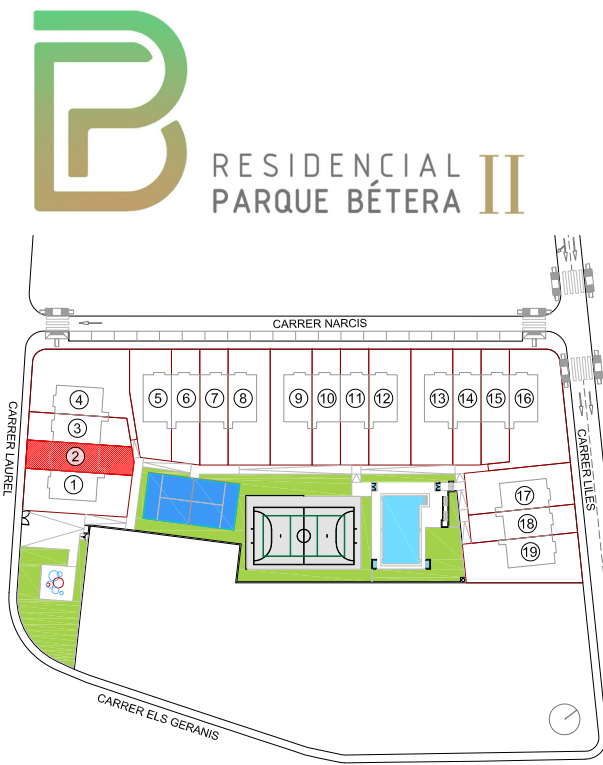 RESIDENCIAL
PARQUE BÉTERA II
CARRER NARCIS
CARRER LAUREL
CARRER LILES
4
3
2
1
5 6 7 8
9 10 11 12
13 14 15 16
17
18
19
CARRER ELS GERANIS